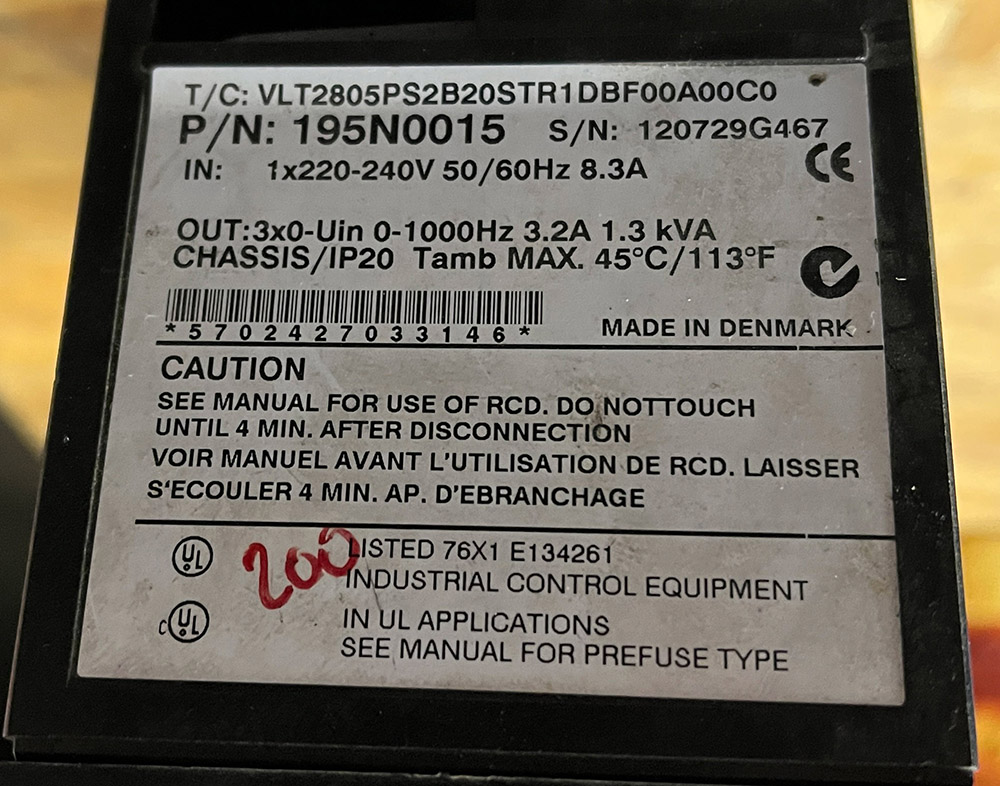 T/C: VLT2805PS2B20STR1DBF00A00C0
P/N: 195N0015 S/N: 120729G467
CE
IN: 1x220-240V 50/60Hz 8.3A
OUT:3x0-Uin 0-1000Hz 3.2A 1.3 kVA
CHASSIS/IP20 Tamb MAX. 45°C/113°F
*5702427033146*
MADE IN DENMARK
CAUTION
SEE MANUAL FOR USE OF RCD. DO NOTTOUCH
UNTIL 4 MIN. AFTER DISCONNECTION
VOIR MANUEL AVANT L'UTILISATION DE RCD. LAISSER
S'ECOULER 4 MIN. AP. D'EBRANCHAGE
UL 200 LISTED 76X1 E134261
INDUSTRIAL CONTROL EQUIPMENT
c UL IN UL APPLICATIONS
SEE MANUAL FOR PREFUSE TYPE